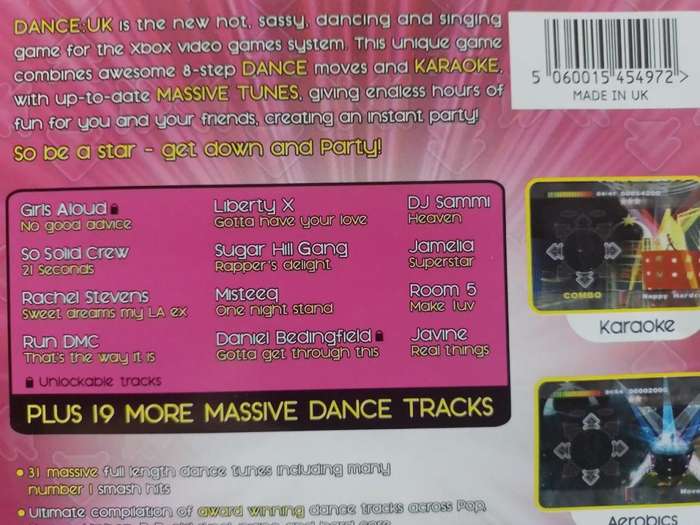 DANCE:UK is the new hot, sassy, dancing and singing
game for the Xbox video games system. This unique game
combines awesome 8-step DANCE moves and KARAOKE,
with up-to-date MASSIVE TUNES, giving endless hours of
fun for you and your friends, creating an instant party!
So be a star - get down and Party!
5 060015 454972 >
MADE IN UK
Girls Aloud
No good advice
Liberty X
Gotta have your love
DJ Sammi
Heaven
So Solid Crew
21 Seconds
Sugar Hill Gang
Rapper's delight
Jamelia
Superstar
Rachel Stevens
Sweet dreams my LA ex
Misteeq
One night stand
Room 5
Make luv
Run DMC
That's the way it is
Daniel Bedingfield
Gotta get through this
Javine
Real things
Unlockable tracks
PLUS 19 MORE MASSIVE DANCE TRACKS
COMBO
Happy Hardc
Karaoke
Aerobics
• 31 massive full length dance tunes including many
number 1 smash hits
• Ultimate compilation of award winning dance tracks across Pop,